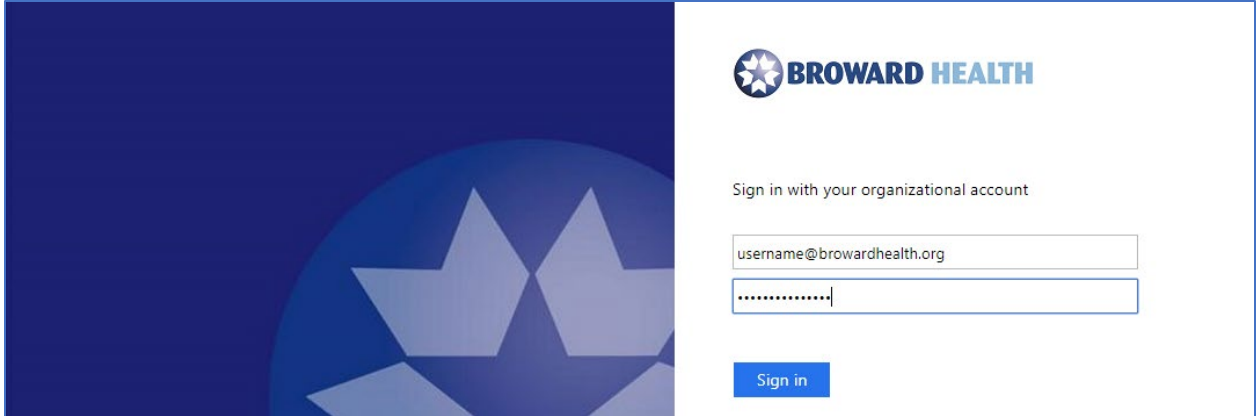 BROWARD HEALTH
Sign in with your organizational account
username@browardhealth.org
•••••••••••••••
Sign in